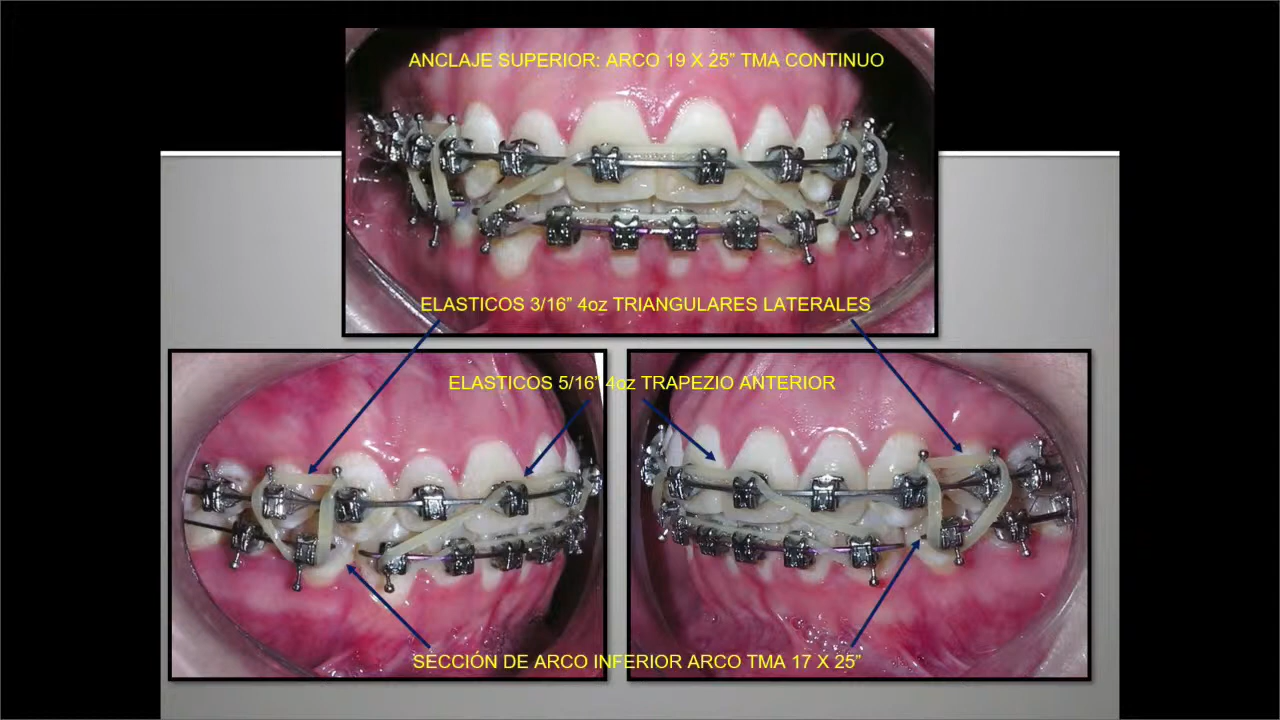 ANCLAJE SUPERIOR: ARCO 19 X 25” TMA CONTINUO
ELASTICOS 3/16” 4oz TRIANGULARES LATERALES
ELASTICOS 5/16” 4oz TRAPEZIO ANTERIOR
SECCIÓN DE ARCO INFERIOR ARCO TMA 17 X 25”